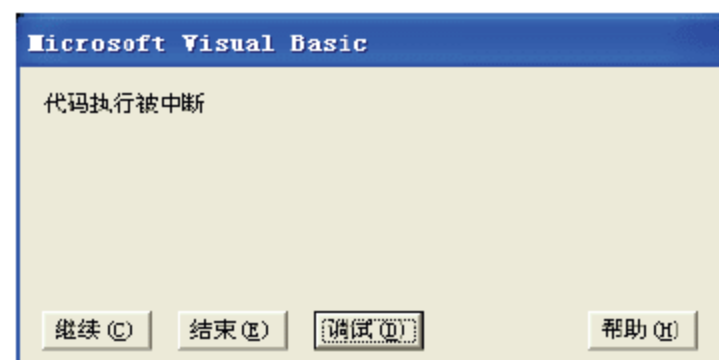 Microsoft Visual Basic
代码执行被中断
继续(C)
结束(E)
调试(D)
帮助(H)